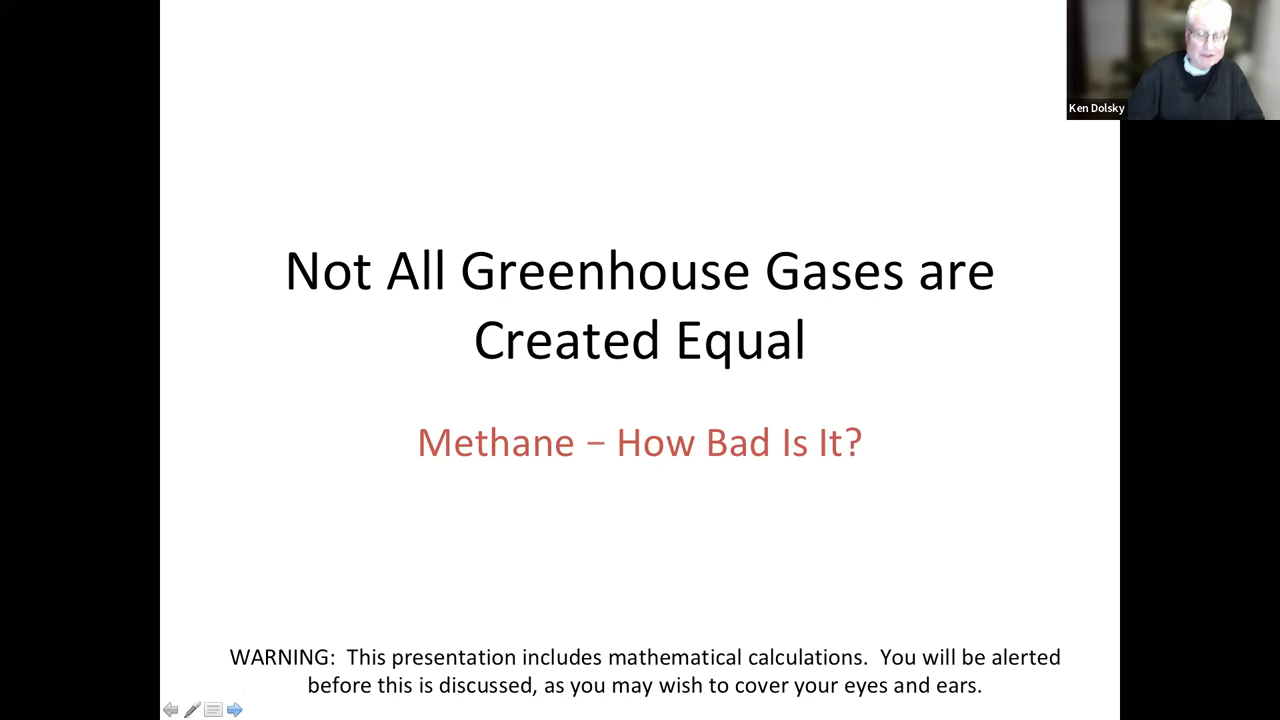 Ken Dolsky
Not All Greenhouse Gases are
Created Equal
Methane – How Bad Is It?
WARNING:  This presentation includes mathematical calculations.  You will be alerted
before this is discussed, as you may wish to cover your eyes and ears.